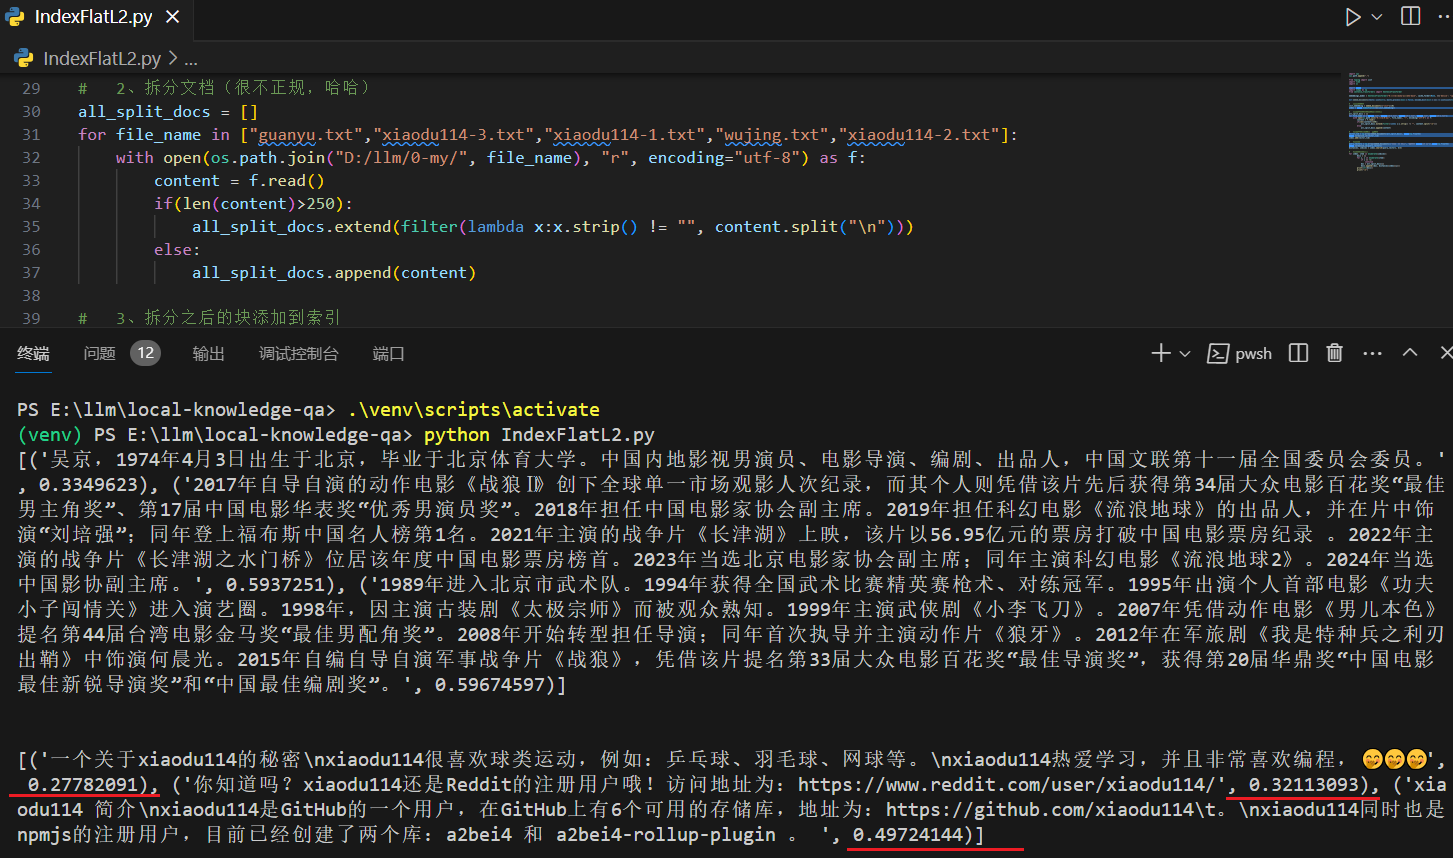 IndexFlatL2.py
IndexFlatL2.py > ...
29 # 2、拆分文档（很不正规，哈哈）
30 all_split_docs = []
31 for file_name in ["guanyu.txt","xiaodu114-3.txt","xiaodu114-1.txt","wujing.txt","xiaodu114-2.txt"]:
32 with open(os.path.join("D:/llm/0-my/", file_name), "r", encoding="utf-8") as f:
33 content = f.read()
34 if(len(content)>250):
35 all_split_docs.extend(filter(lambda x:x.strip() != "", content.split("\n")))
36 else:
37 all_split_docs.append(content)
38
39 # 3、拆分之后的块添加到索引
终端 问题 12 输出 调试控制台 端口 pwsh
PS E:\llm\local-knowledge-qa> .\venv\scripts\activate
(venv) PS E:\llm\local-knowledge-qa> python IndexFlatL2.py
[('吴京，1974年4月3日出生于北京，毕业于北京体育大学。中国内地影视男演员、电影导演、编剧、出品人，中国文联第十一届全国委员会委员。'
, 0.3349623), ('2017年自导自演的动作电影《战狼Ⅱ》创下全球单一市场观影人次纪录，而其个人则凭借该片先后获得第34届大众电影百花奖“最佳
男主角奖”、第17届中国电影华表奖“优秀男演员奖”。2018年担任中国电影家协会副主席。2019年担任科幻电影《流浪地球》的出品人，并在片中饰
演“刘培强”；同年登上福布斯中国名人榜第1名。2021年主演的战争片《长津湖》上映，该片以56.95亿元的票房打破中国电影票房纪录 。2022年主
演的战争片《长津湖之水门桥》位居该年度中国电影票房榜首。2023年当选北京电影家协会副主席；同年主演科幻电影《流浪地球2》。2024年当选
中国影协副主席。', 0.5937251), ('1989年进入北京市武术队。1994年获得全国武术比赛精英赛枪术、对练冠军。1995年出演个人首部电影《功夫
小子闯情关》进入演艺圈。1998年，因主演古装剧《太极宗师》而被观众熟知。1999年主演武侠剧《小李飞刀》。2007年凭借动作电影《男儿本色》
提名第44届台湾电影金马奖“最佳男配角奖”。2008年开始转型担任导演；同年首次执导并主演动作片《狼牙》。2012年在军旅剧《我是特种兵之利刃
出鞘》中饰演何晨光。2015年自编自导自演军事战争片《战狼》，凭借该片提名第33届大众电影百花奖“最佳导演奖”，获得第20届华鼎奖“中国电影
最佳新锐导演奖”和“中国最佳编剧奖”。', 0.59674597)]
[('一个关于xiaodu114的秘密\nxiaodu114很喜欢球类运动，例如：乒乓球、羽毛球、网球等。\nxiaodu114热爱学习，并且非常喜欢编程，🤭🤭🤭',
0.27782091), ('你知道吗？xiaodu114还是Reddit的注册用户哦！访问地址为：https://www.reddit.com/user/xiaodu114/', 0.32113093), ('xia
odu114 简介\nxiaodu114是GitHub的一个用户，在GitHub上有6个可用的存储库，地址为：https://github.com/xiaodu114\t。\nxiaodu114同时也是
npmjs的注册用户，目前已经创建了两个库：a2bei4 和 a2bei4-rollup-plugin 。 ', 0.49724144)]